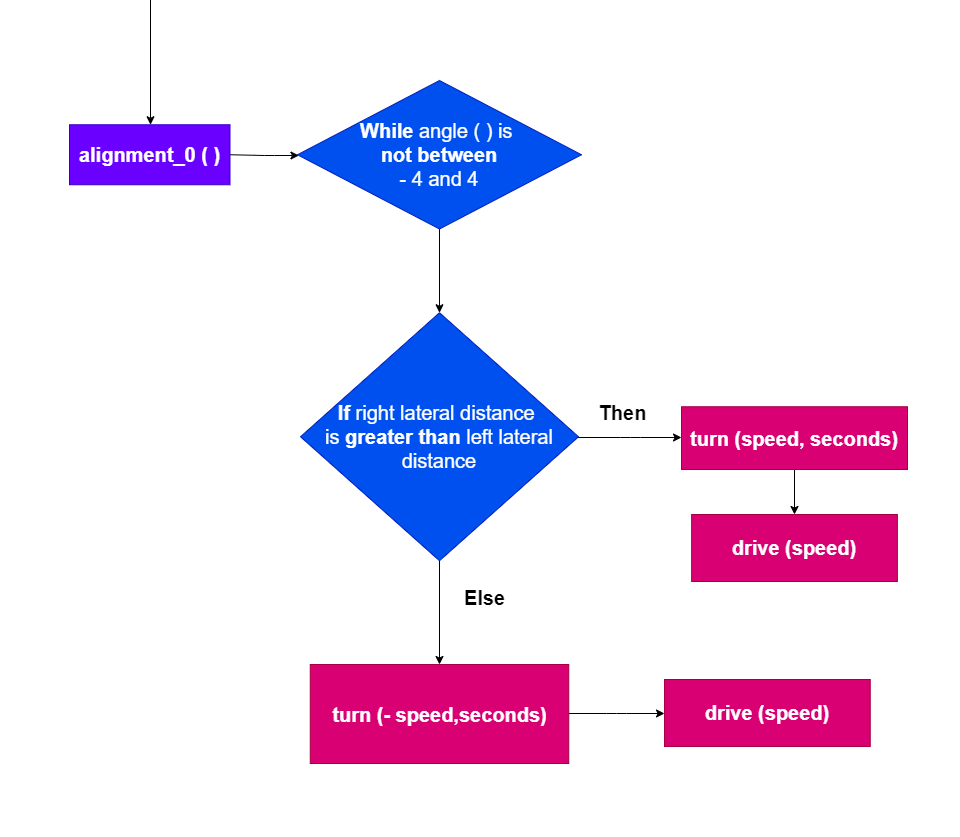 alignment_0 ( )
While angle ( ) is
not between
- 4 and 4
If right lateral distance
is greater than left lateral
distance
Then
turn (speed, seconds)
drive (speed)
Else
turn (- speed,seconds)
drive (speed)